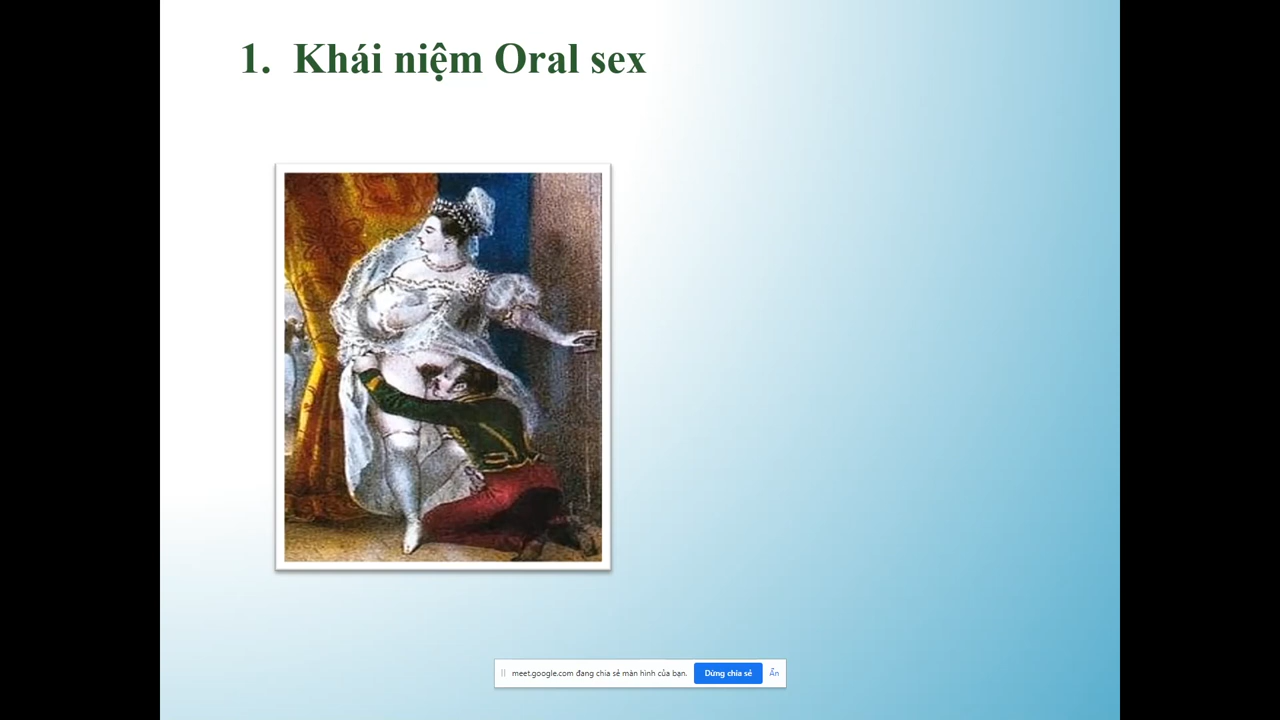 1. Khái niệm Oral sex
meet.google.com đang chia sẻ màn hình của bạn. Dừng chia sẻ Ẩn